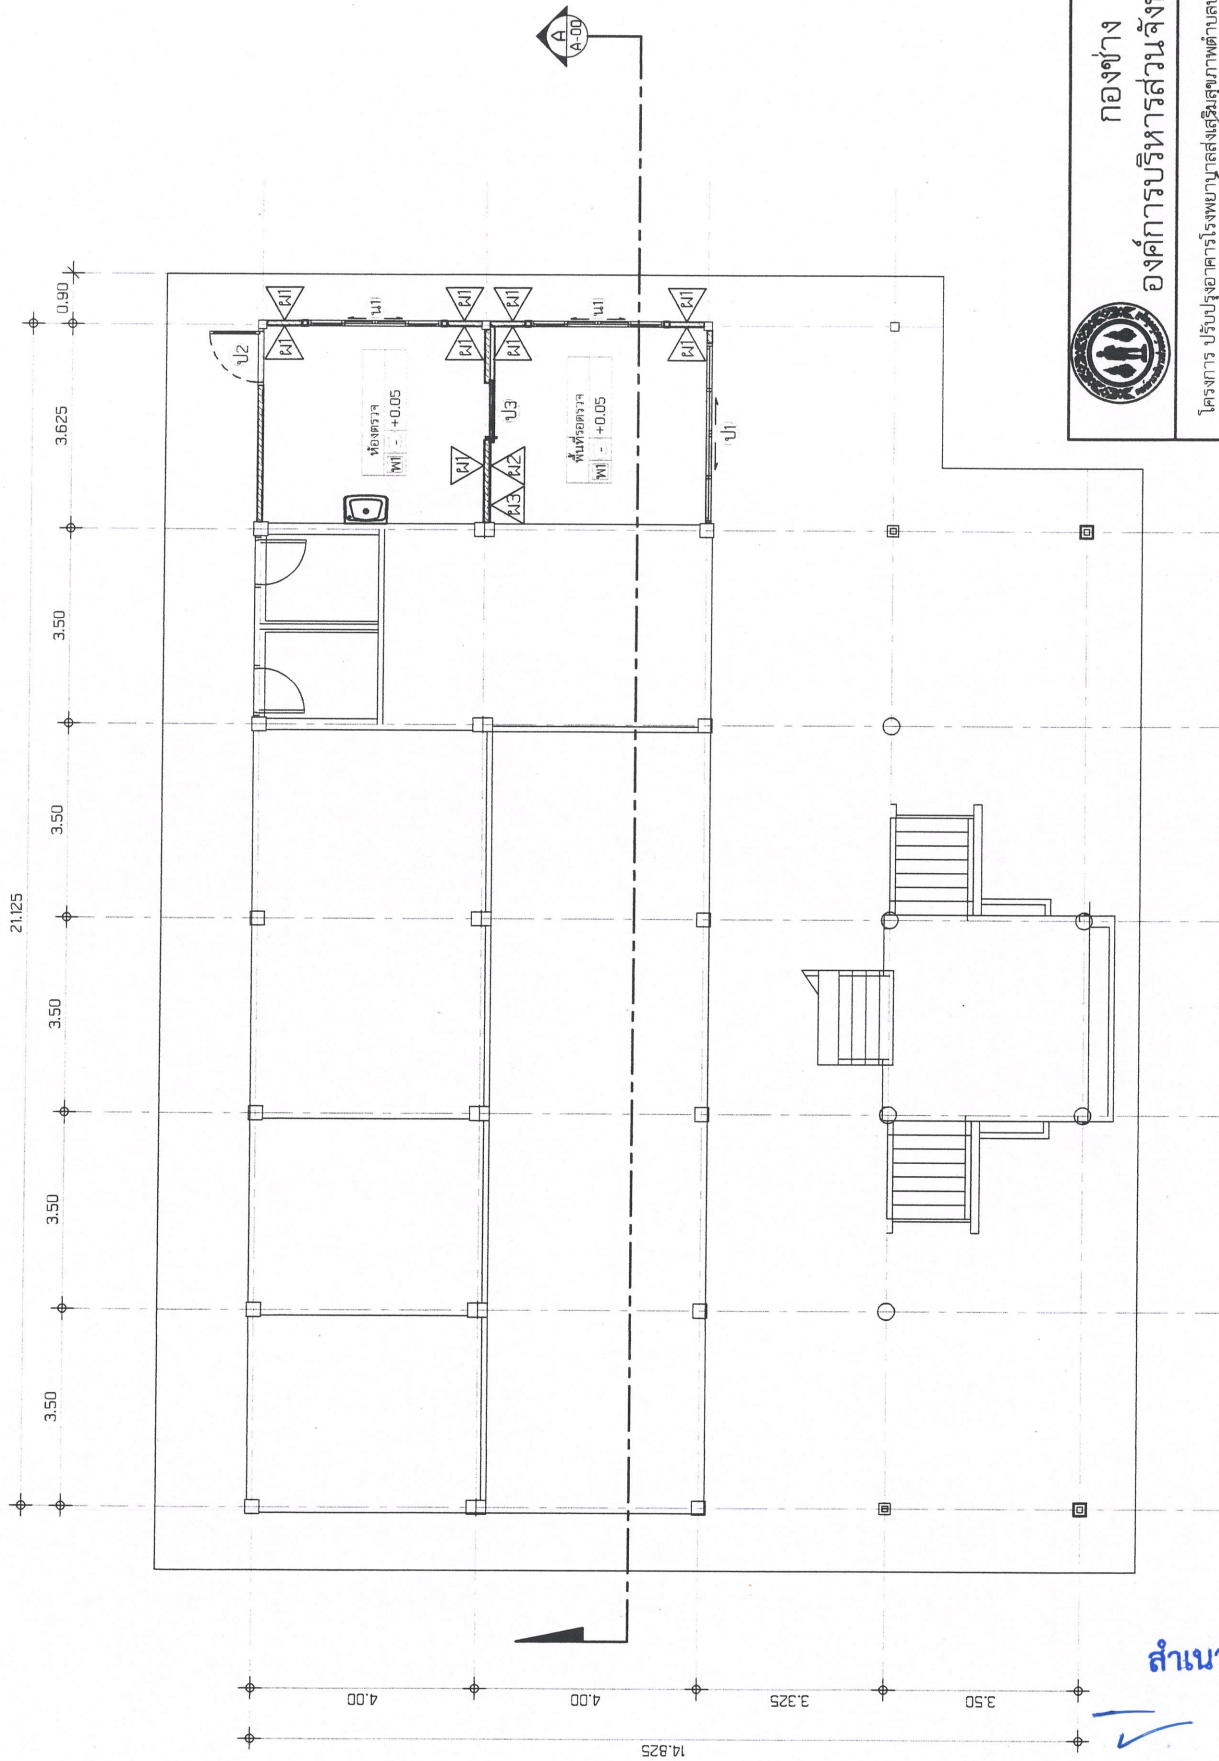 21.125
3.50
3.50
3.50
3.50
3.50
3.625
0.90
A
A-00
ป2
ผ1
ผ1
น1
ผ1
ผ1
ผ1
ผ1
น1
ผ1
ผ1
ห้องตรวจ
พ1 - +0.05
ผ1
ป3
ผ2
ผ3
พื้นที่รอตรวจ
พ1 - +0.05
ป1
4.00
4.00
3.325
3.50
14.825
กองช่าง
องค์การบริหารส่วนจัง
โครงการ ปรับปรุงอาคารโรงพยาบาลส่งเสริมสุขภาพตำบล
สำเนา